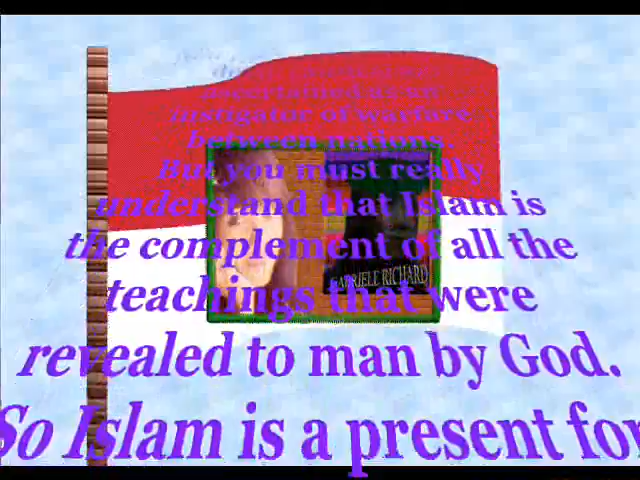 ascertained as an
instigator of warfare
between nations.
But you must really
understand that Islam is
the complement of all the
teachings that were
revealed to man by God.
So Islam is a present for
GABRIELE RICHARD